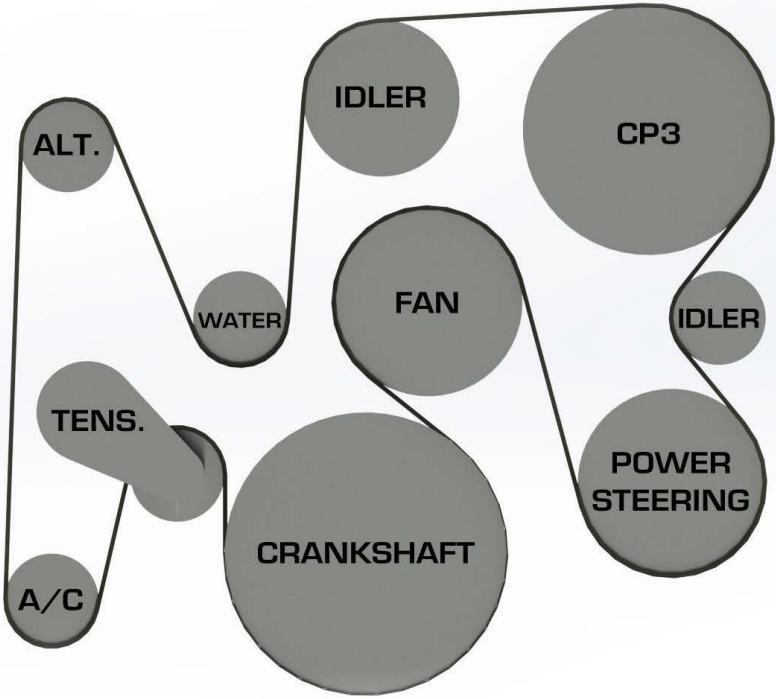 IDLER
CP3
ALT.
FAN
WATER
IDLER
TENS.
POWER
STEERING
CRANKSHAFT
A/C